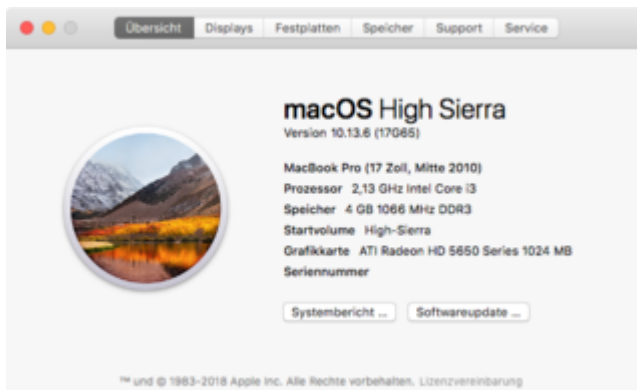 Übersicht Displays Festplatten Speicher Support Service
macOS High Sierra
Version 10.13.6 (17G65)
MacBook Pro (17 Zoll, Mitte 2010)
Prozessor 2,13 GHz Intel Core i3
Speicher 4 GB 1066 MHz DDR3
Startvolume High-Sierra
Grafikkarte ATI Radeon HD 5650 Series 1024 MB
Seriennummer
Systembericht ... Softwareupdate ...
™ und © 1983-2018 Apple Inc. Alle Rechte vorbehalten. Lizenzvereinbarung